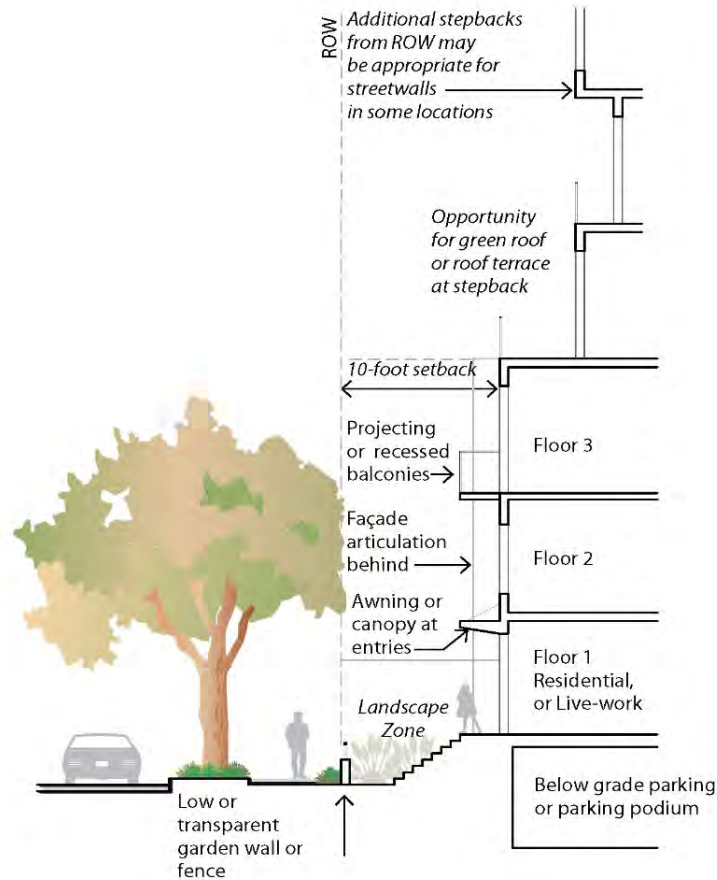 ROW
Additional stepbacks
from ROW may
be appropriate for
streetwalls
in some locations
Opportunity
for green roof
or roof terrace
at stepback
10-foot setback
Projecting
or recessed
balconies
Floor 3
Façade
articulation
behind
Floor 2
Awning or
canopy at
entries
Floor 1
Residential,
or Live-work
Landscape
Zone
Below grade parking
or parking podium
Low or
transparent
garden wall or
fence